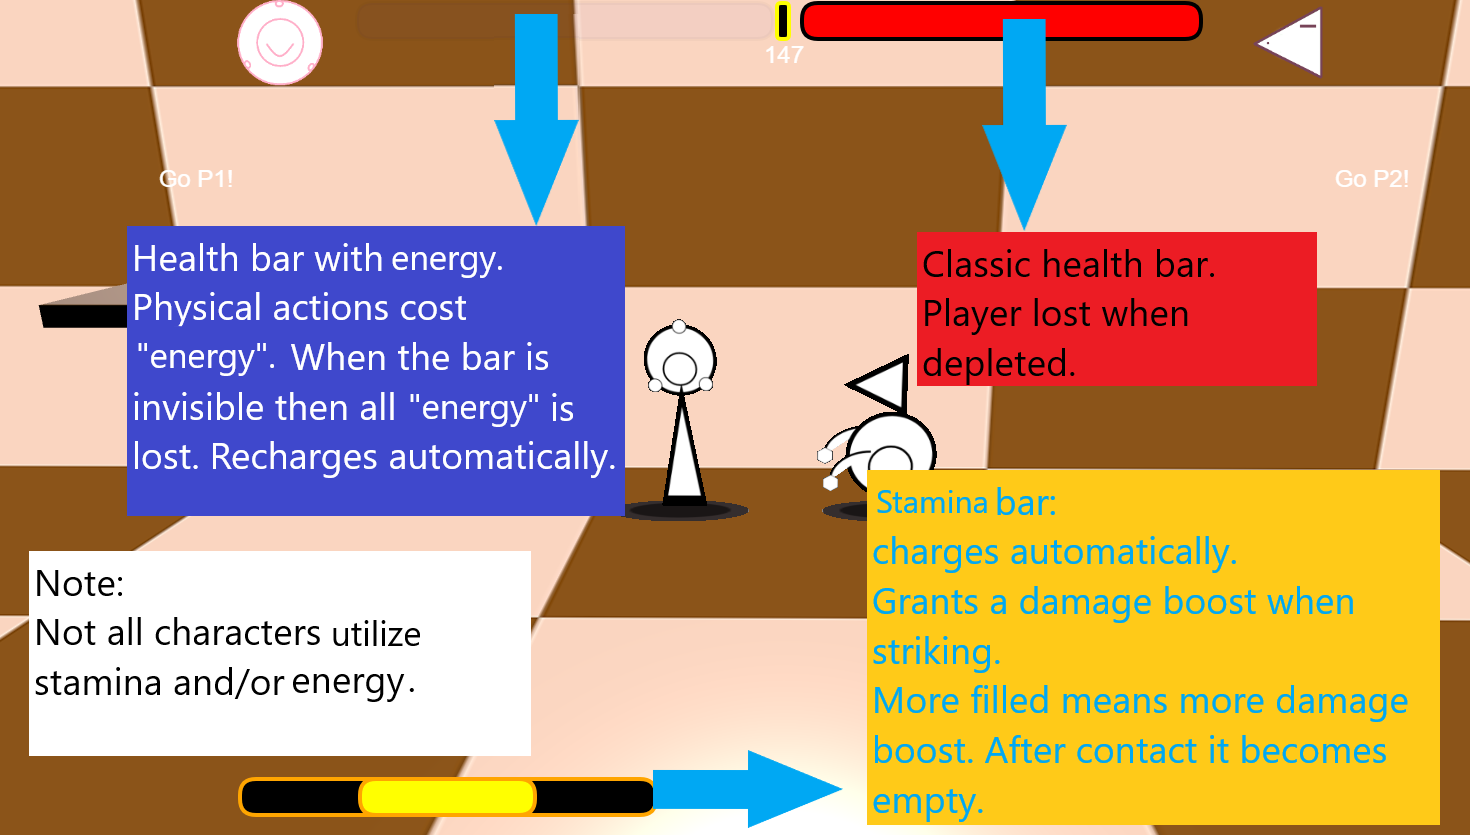 147
Go P1!
Go P2!
Health bar with energy.
Physical actions cost
"energy". When the bar is
invisible then all "energy" is
lost. Recharges automatically.
Classic health bar.
Player lost when
depleted.
Note:
Not all characters utilize
stamina and/or energy.
Stamina bar:
charges automatically.
Grants a damage boost when
striking.
More filled means more damage
boost. After contact it becomes
empty.